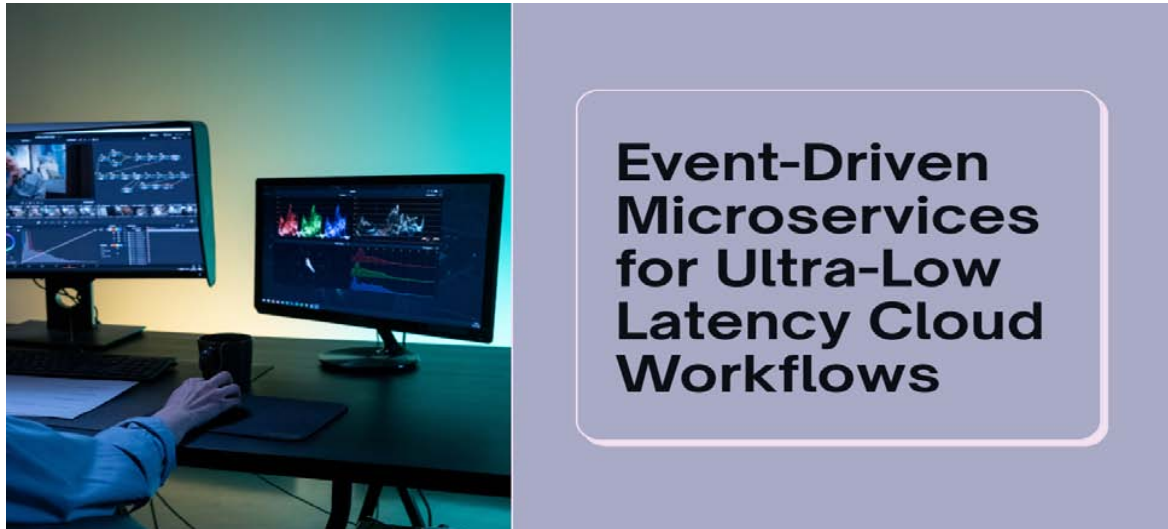 Event-Driven
Microservices
for Ultra-Low
Latency Cloud
Workflows